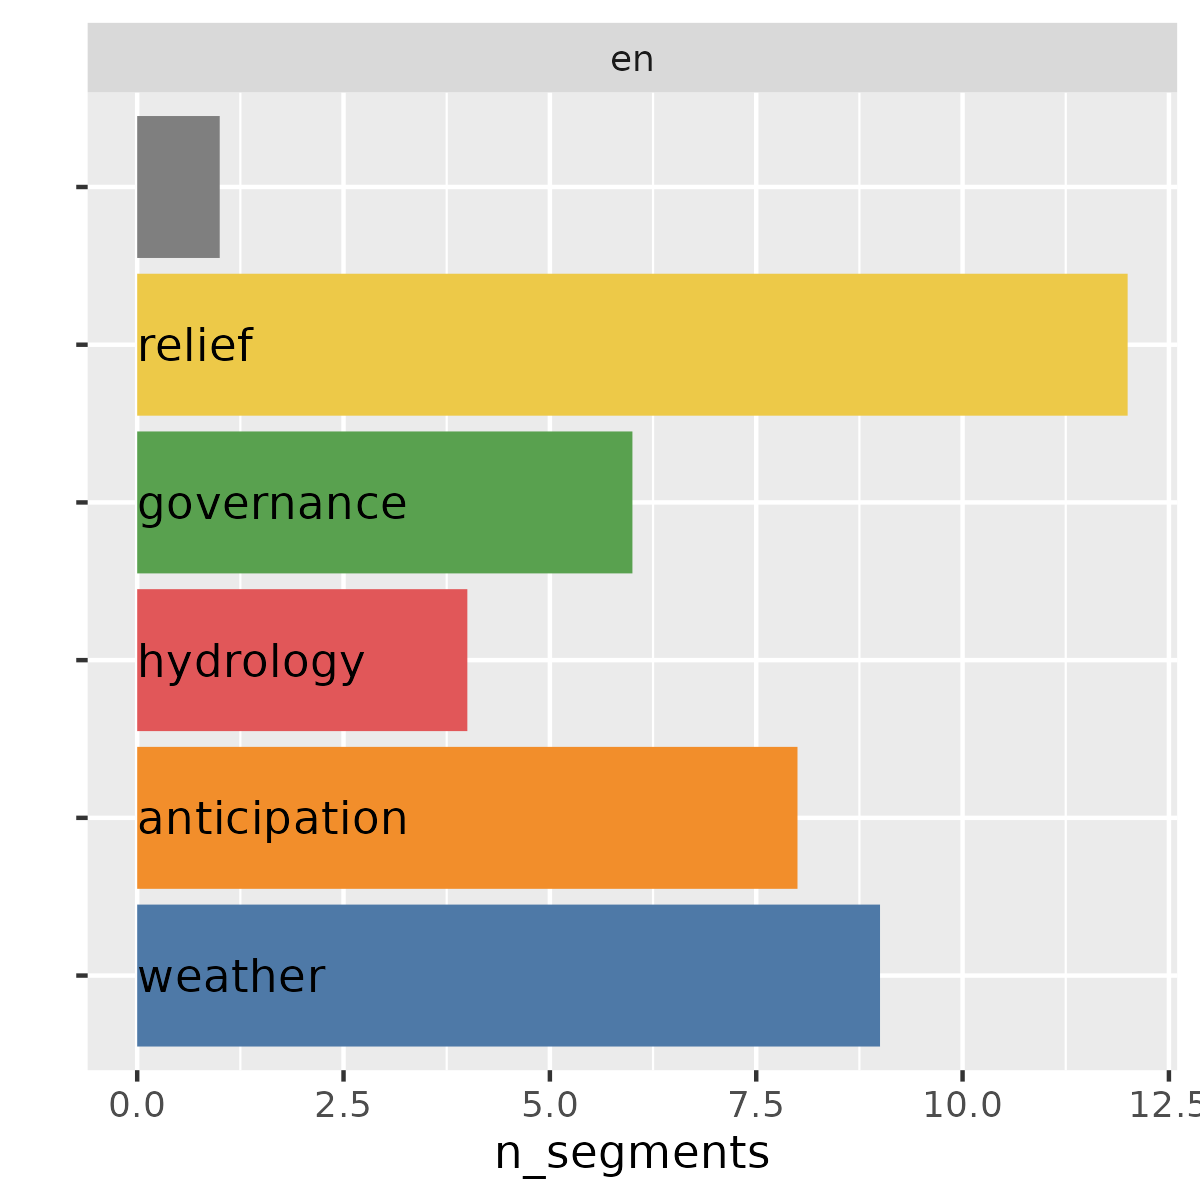 en
relief
governance
hydrology
anticipation
weather
0.0 2.5 5.0 7.5 10.0 12.5
n_segments